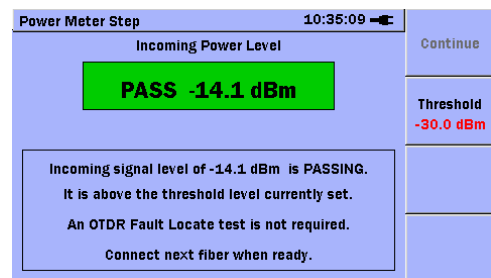 Power Meter Step 10:35:09
Incoming Power Level
PASS -14.1 dBm
Incoming signal level of -14.1 dBm is PASSING.
It is above the threshold level currently set.
An OTDR Fault Locate test is not required.
Connect next fiber when ready.
Continue
Threshold
-30.0 dBm